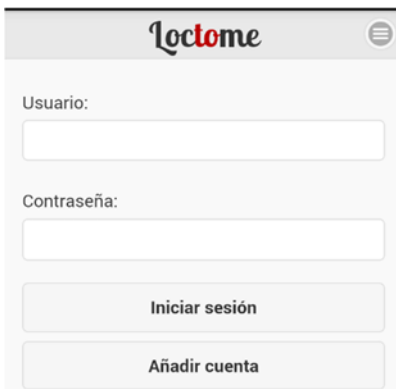 Loctome
Usuario:
Contraseña:
Iniciar sesión
Añadir cuenta